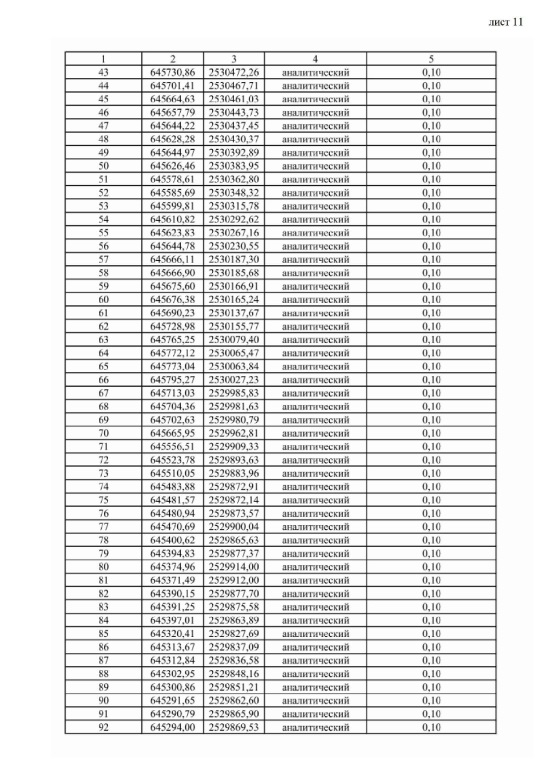 лист 11
1 2 3 4 5
43 645730,86 2530472,26 аналитический 0,10
44 645701,41 2530467,71 аналитический 0,10
45 645664,63 2530461,03 аналитический 0,10
46 645657,79 2530443,73 аналитический 0,10
47 645644,22 2530437,45 аналитический 0,10
48 645628,28 2530430,37 аналитический 0,10
49 645644,97 2530392,89 аналитический 0,10
50 645626,46 2530383,95 аналитический 0,10
51 645578,61 2530362,80 аналитический 0,10
52 645585,69 2530348,32 аналитический 0,10
53 645599,81 2530315,78 аналитический 0,10
54 645610,82 2530292,62 аналитический 0,10
55 645623,83 2530267,16 аналитический 0,10
56 645644,78 2530230,55 аналитический 0,10
57 645666,11 2530187,30 аналитический 0,10
58 645666,90 2530185,68 аналитический 0,10
59 645675,60 2530166,91 аналитический 0,10
60 645676,38 2530165,24 аналитический 0,10
61 645690,23 2530137,67 аналитический 0,10
62 645728,98 2530155,77 аналитический 0,10
63 645765,25 2530079,40 аналитический 0,10
64 645772,12 2530065,47 аналитический 0,10
65 645773,04 2530063,84 аналитический 0,10
66 645795,27 2530027,23 аналитический 0,10
67 645713,03 2529985,83 аналитический 0,10
68 645704,36 2529981,63 аналитический 0,10
69 645702,63 2529980,79 аналитический 0,10
70 645665,95 2529962,81 аналитический 0,10
71 645556,51 2529909,33 аналитический 0,10
72 645523,78 2529893,63 аналитический 0,10
73 645510,05 2529883,96 аналитический 0,10
74 645483,88 2529872,91 аналитический 0,10
75 645481,57 2529872,14 аналитический 0,10
76 645480,94 2529873,57 аналитический 0,10
77 645470,69 2529900,04 аналитический 0,10
78 645400,62 2529865,63 аналитический 0,10
79 645394,83 2529877,37 аналитический 0,10
80 645374,96 2529914,00 аналитический 0,10
81 645371,49 2529912,00 аналитический 0,10
82 645390,15 2529877,70 аналитический 0,10
83 645391,25 2529875,58 аналитический 0,10
84 645397,01 2529863,89 аналитический 0,10
85 645320,41 2529827,69 аналитический 0,10
86 645313,67 2529837,09 аналитический 0,10
87 645312,84 2529836,58 аналитический 0,10
88 645302,95 2529848,16 аналитический 0,10
89 645300,86 2529851,21 аналитический 0,10
90 645291,65 2529862,60 аналитический 0,10
91 645290,79 2529865,90 аналитический 0,10
92 645294,00 2529869,53 аналитический 0,10